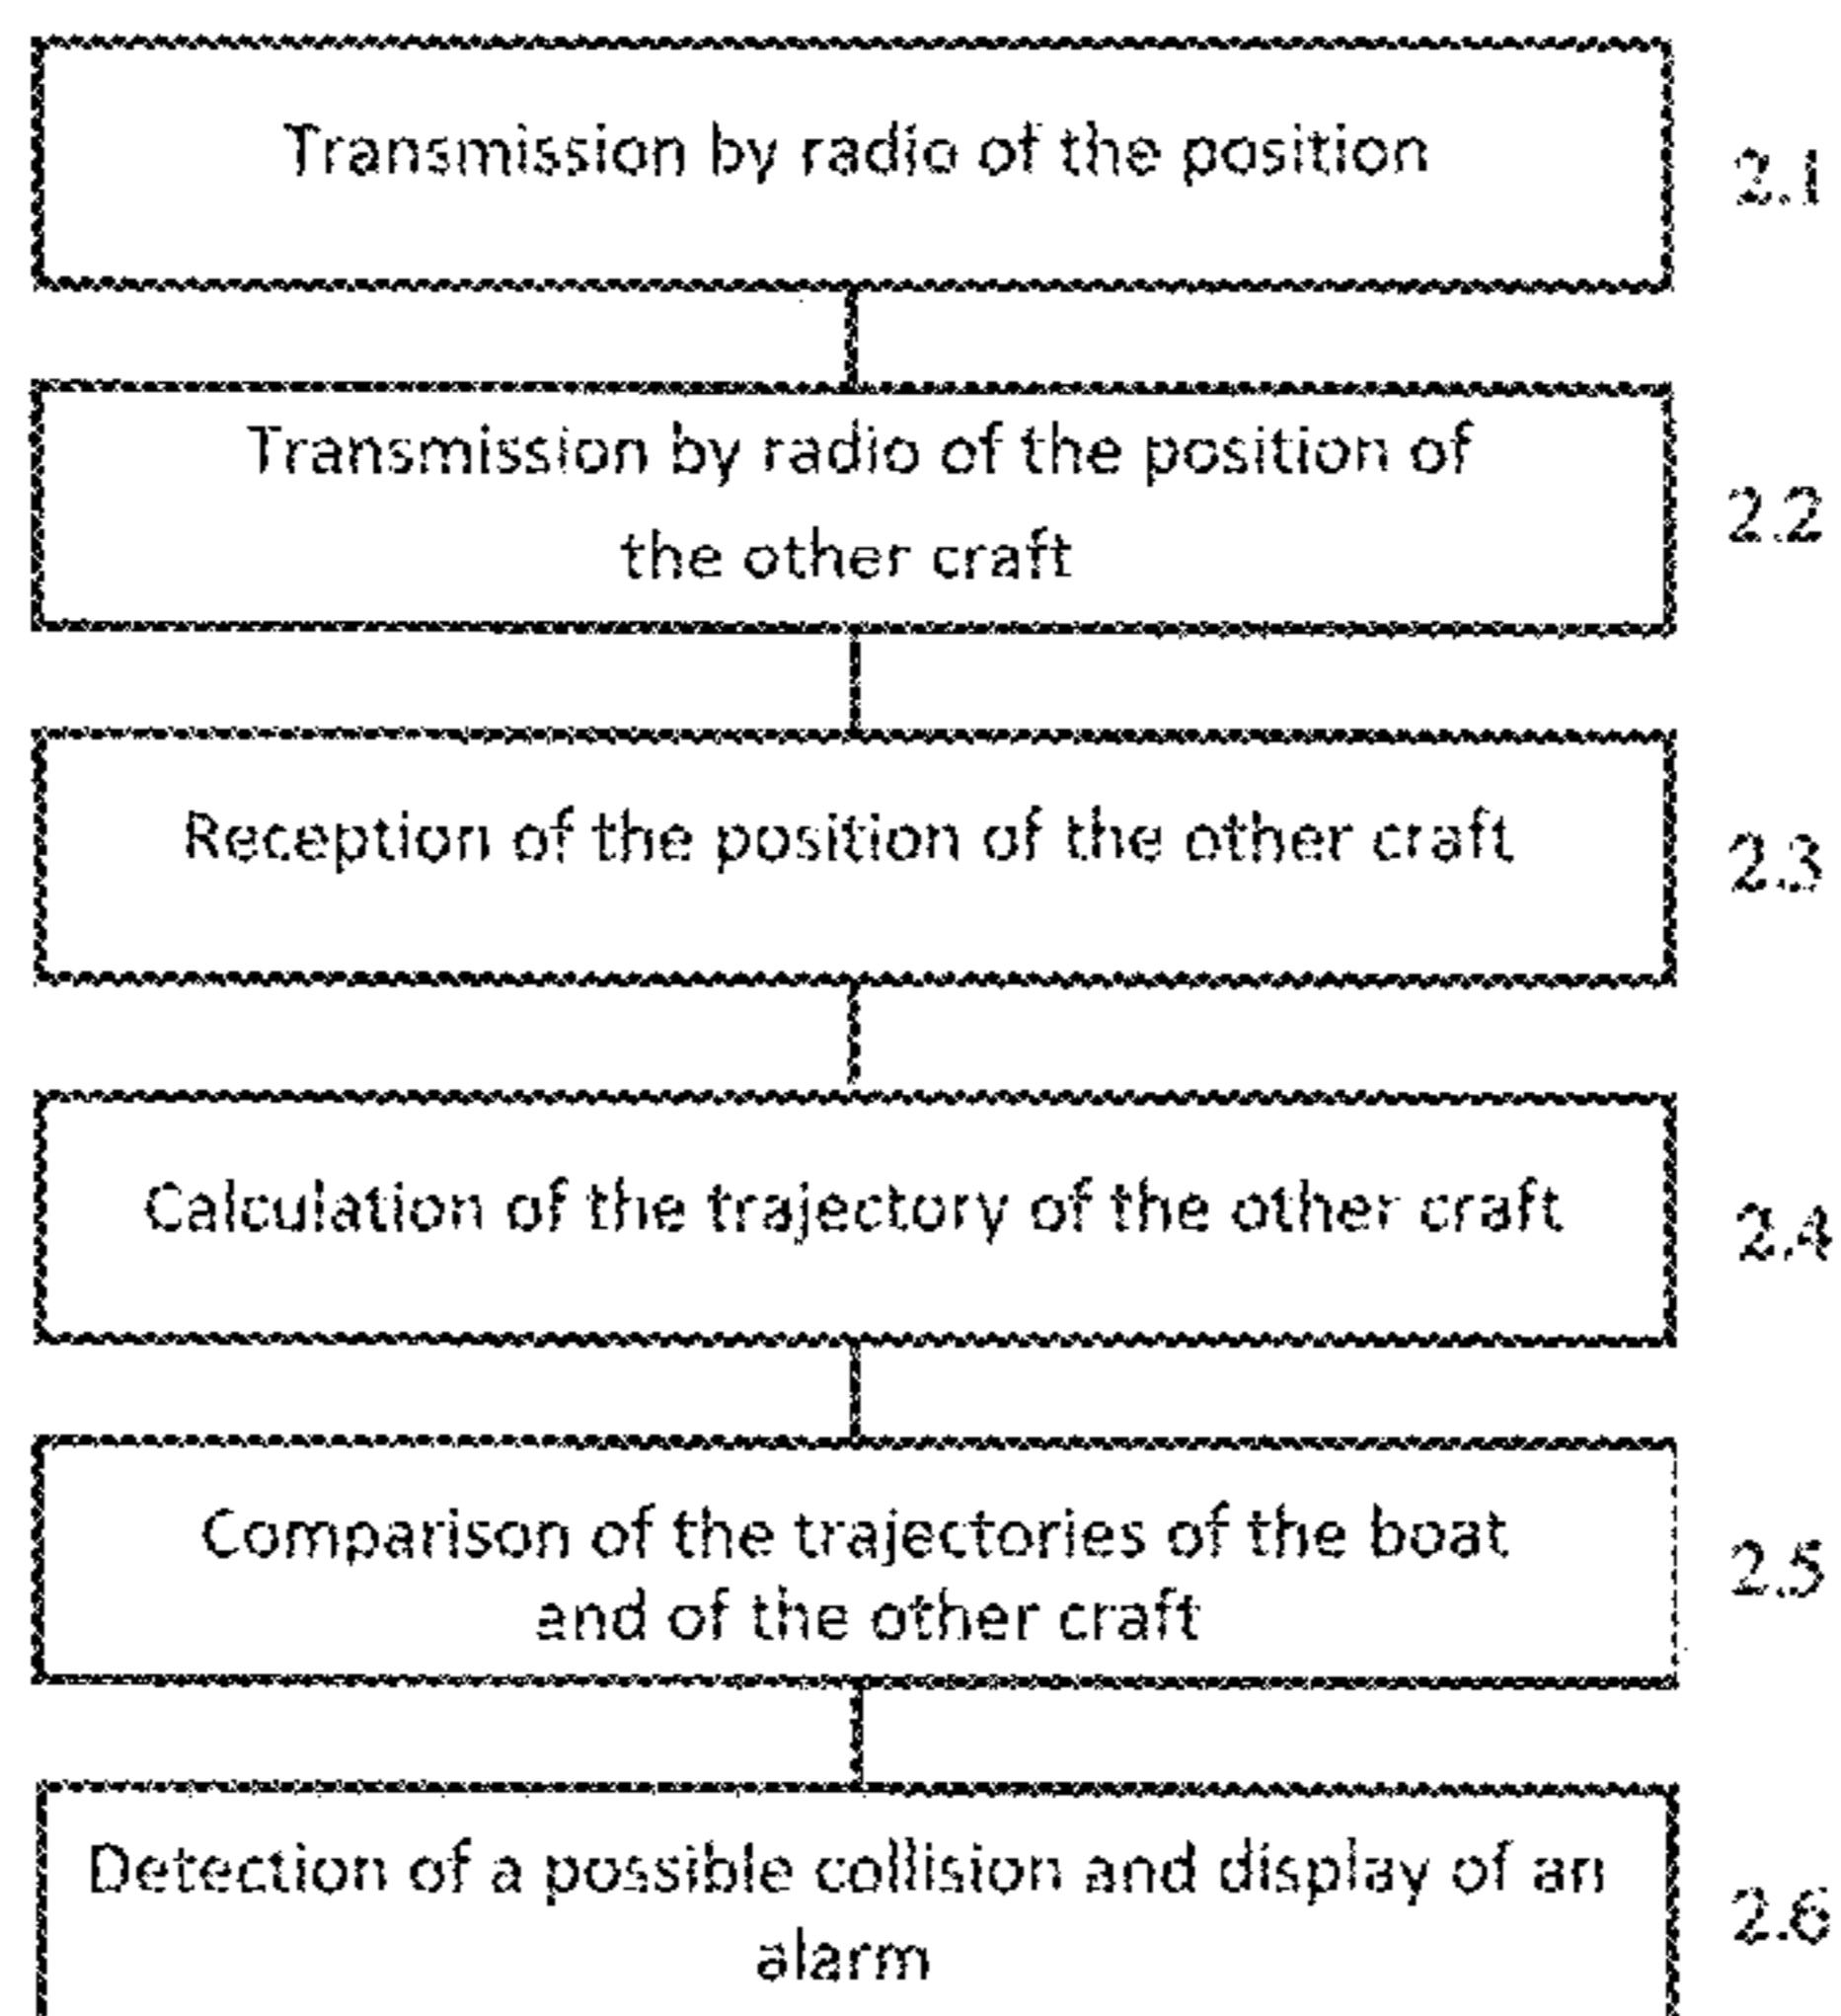 Transmission by radio of the position
2.1
Transmission by radio of the position of
the other craft
2.2
Reception of the position of the other craft
2.3
Calculation of the trajectory of the other craft
2.4
Comparison of the trajectories of the boat
and of the other craft
2.5
Detection of a possible collision and display of an
alarm
2.6